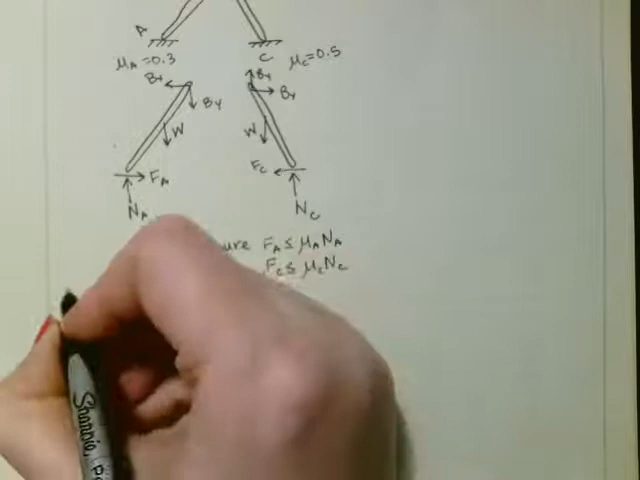 A
C
μA=0.3
μC=0.5
Bx
By
By
Bx
W
W
FA
FC
NA
NC
ure FA ≤ μANA
FC ≤ μCNC
Sharpie